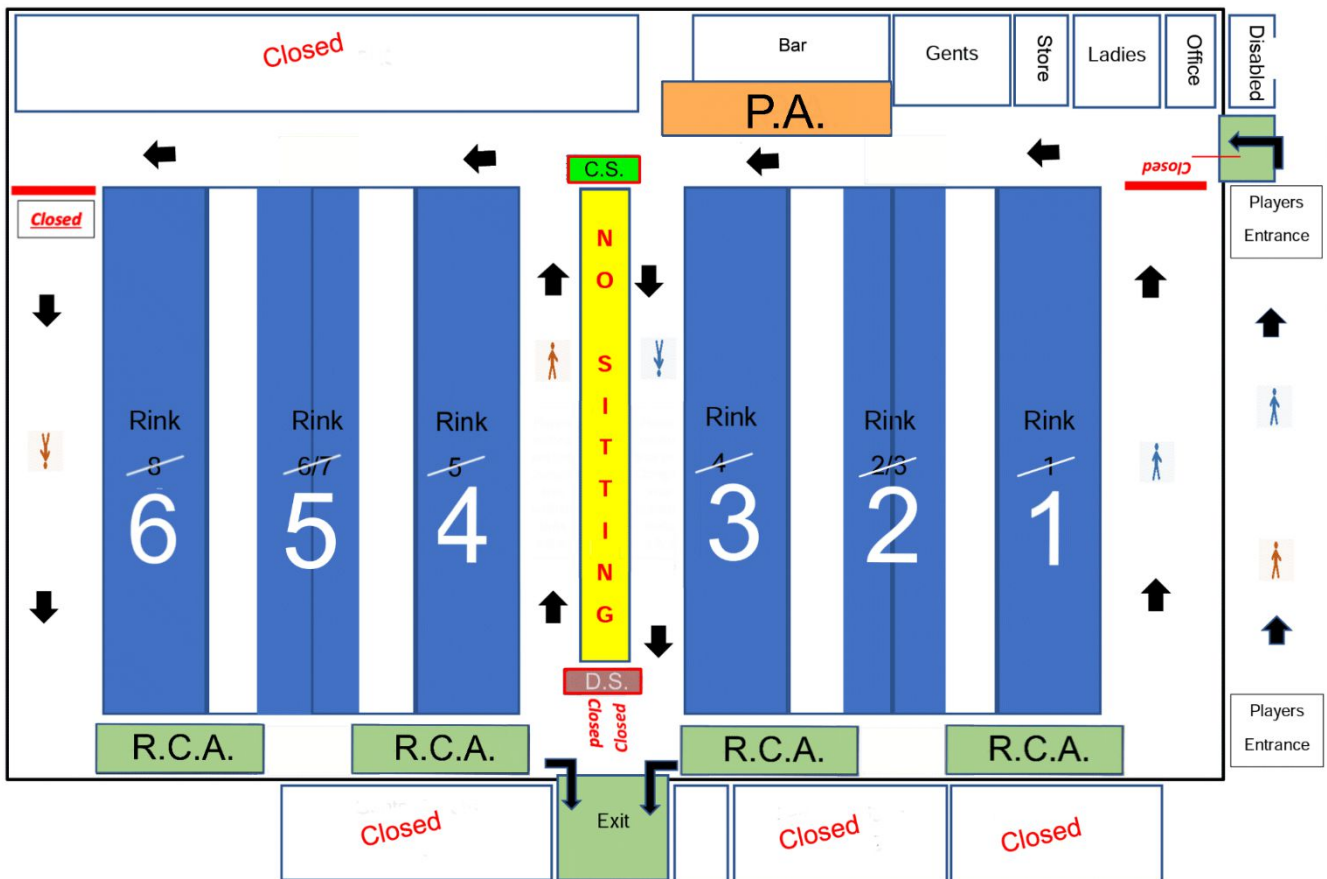 Closed
Bar
Gents
Store
Ladies
Office
Disabled
P.A.
C.S.
Closed
Closed
Players
Entrance
NO SITTING
Rink
8
6
Rink
6/7
5
Rink
5
4
Rink
4
3
Rink
2/3
2
Rink
1
1
D.S.
Closed
Closed
Players
Entrance
R.C.A.
R.C.A.
R.C.A.
R.C.A.
Closed
Exit
Closed
Closed